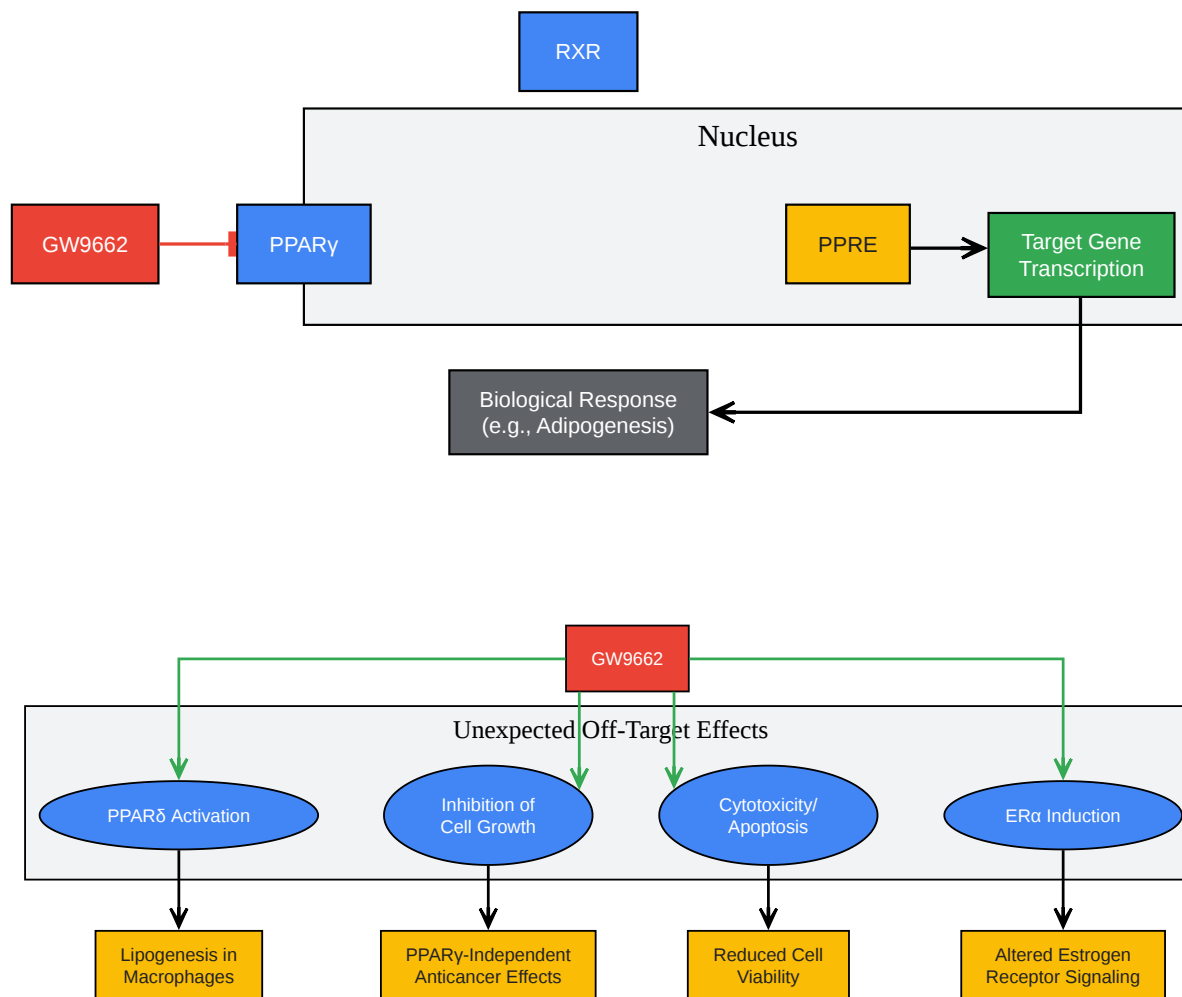 RXR
Nucleus
GW9662
PPARγ
PPRE
Target Gene
Transcription
Biological Response
(e.g., Adipogenesis)
GW9662
Unexpected Off-Target Effects
PPARδ Activation
Inhibition of
Cell Growth
Cytotoxicity/
Apoptosis
ERα Induction
Lipogenesis in
Macrophages
PPARγ-Independent
Anticancer Effects
Reduced Cell
Viability
Altered Estrogen
Receptor Signaling